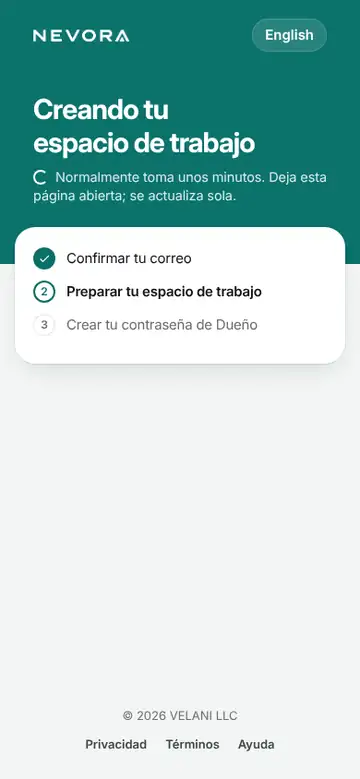 NEVORA
English
Creando tu
espacio de trabajo
Normalmente toma unos minutos. Deja esta
página abierta; se actualiza sola.
Confirmar tu correo
2 Preparar tu espacio de trabajo
3 Crear tu contraseña de Dueño
© 2026 VELANI LLC
Privacidad Términos Ayuda